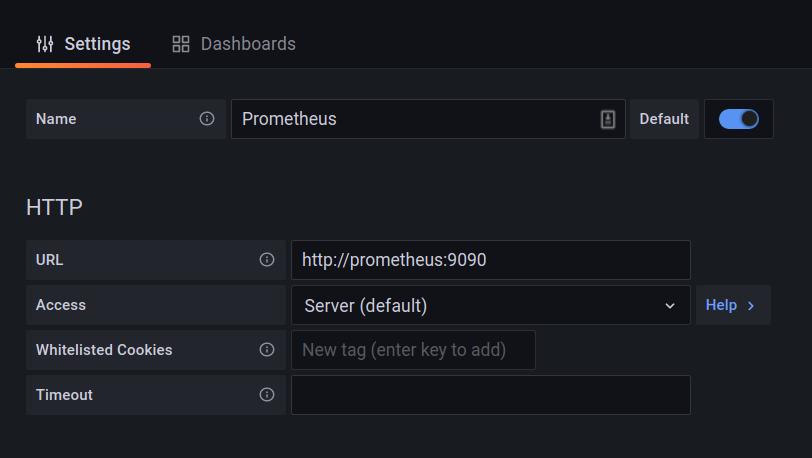 Settings Dashboards
Name Prometheus Default
HTTP
URL http://prometheus:9090
Access Server (default) Help
Whitelisted Cookies New tag (enter key to add)
Timeout